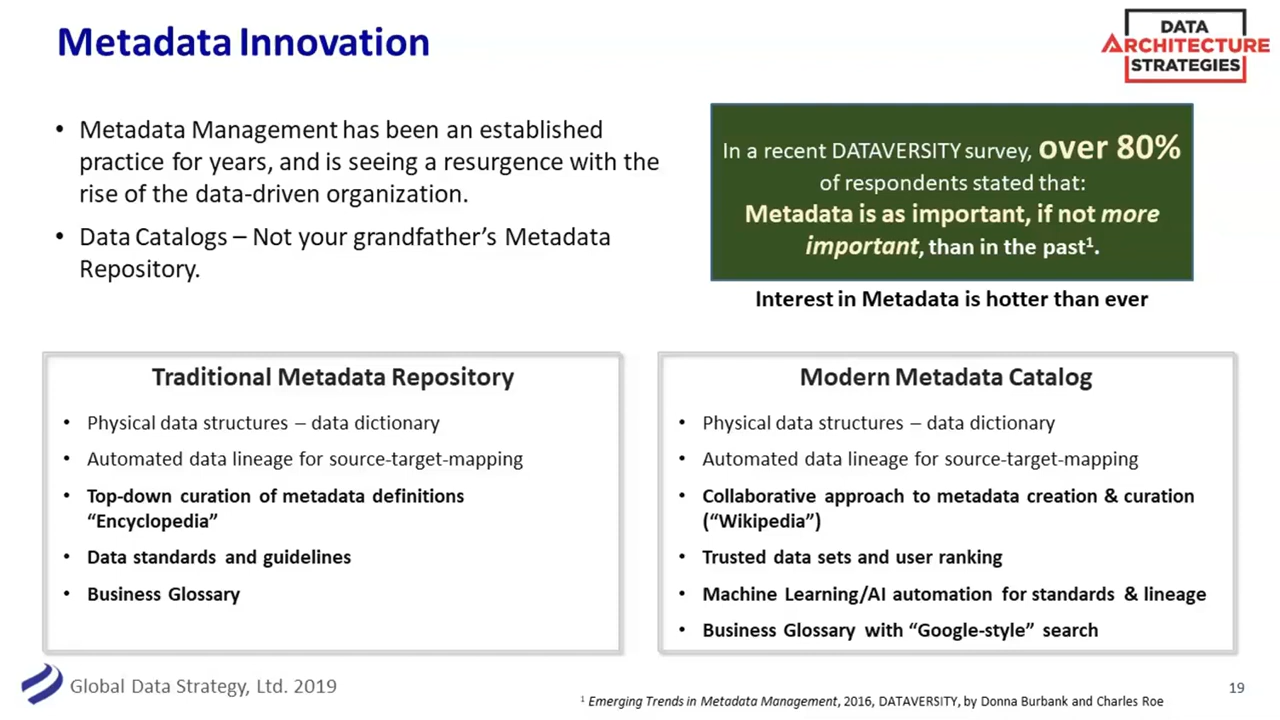 Metadata Innovation
DATA
ARCHITECTURE
STRATEGIES
• Metadata Management has been an established
practice for years, and is seeing a resurgence with the
rise of the data-driven organization.
• Data Catalogs – Not your grandfather’s Metadata
Repository.
In a recent DATAVERSITY survey, over 80%
of respondents stated that:
Metadata is as important, if not more
important, than in the past¹.
Interest in Metadata is hotter than ever
Traditional Metadata Repository
• Physical data structures – data dictionary
• Automated data lineage for source-target-mapping
• Top-down curation of metadata definitions
“Encyclopedia”
• Data standards and guidelines
• Business Glossary
Modern Metadata Catalog
• Physical data structures – data dictionary
• Automated data lineage for source-target-mapping
• Collaborative approach to metadata creation & curation
(“Wikipedia”)
• Trusted data sets and user ranking
• Machine Learning/AI automation for standards & lineage
• Business Glossary with “Google-style” search
Global Data Strategy, Ltd. 2019
¹ Emerging Trends in Metadata Management, 2016, DATAVERSITY, by Donna Burbank and Charles Roe
19